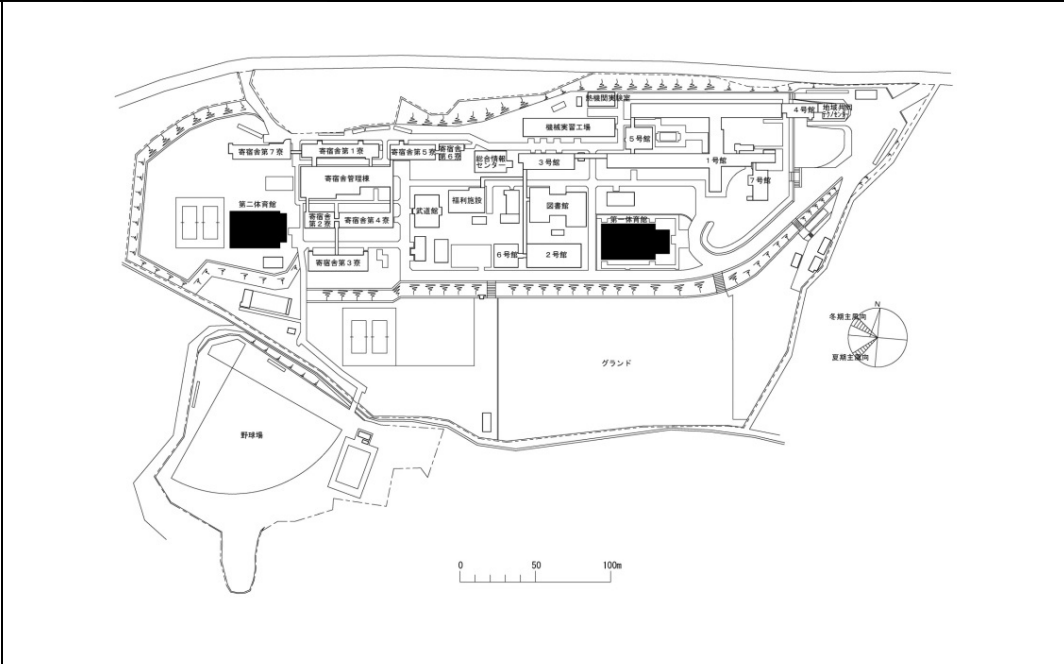 熱機関実験室
4号館
地域共同
テクノセンター
機械実習工場
5号館
寄宿舎第7寮
寄宿舎第1寮
寄宿舎第5寮
寄宿舎
第6寮
総合情報
センター
3号館
1号館
7号館
寄宿舎管理棟
武道館
福利施設
図書館
第二体育館
寄宿舎
第2寮
寄宿舎第4寮
第一体育館
寄宿舎第3寮
6号館
2号館
N
冬期主風向
夏期主風向
グランド
野球場
0 50 100m